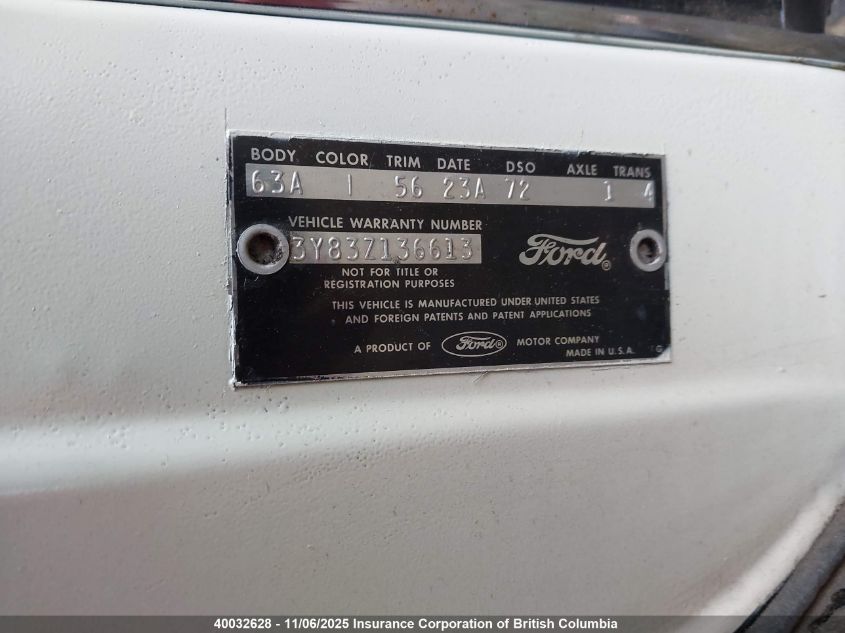 BODY COLOR TRIM DATE DSO AXLE TRANS
63A 1 56 23A 72 1 4
VEHICLE WARRANTY NUMBER
3Y83Z136613
Ford®
NOT FOR TITLE OR
REGISTRATION PURPOSES
THIS VEHICLE IS MANUFACTURED UNDER UNITED STATES
AND FOREIGN PATENTS AND PATENT APPLICATIONS
A PRODUCT OF Ford® MOTOR COMPANY
MADE IN U.S.A.
40032628 - 11/06/2025 Insurance Corporation of British Columbia